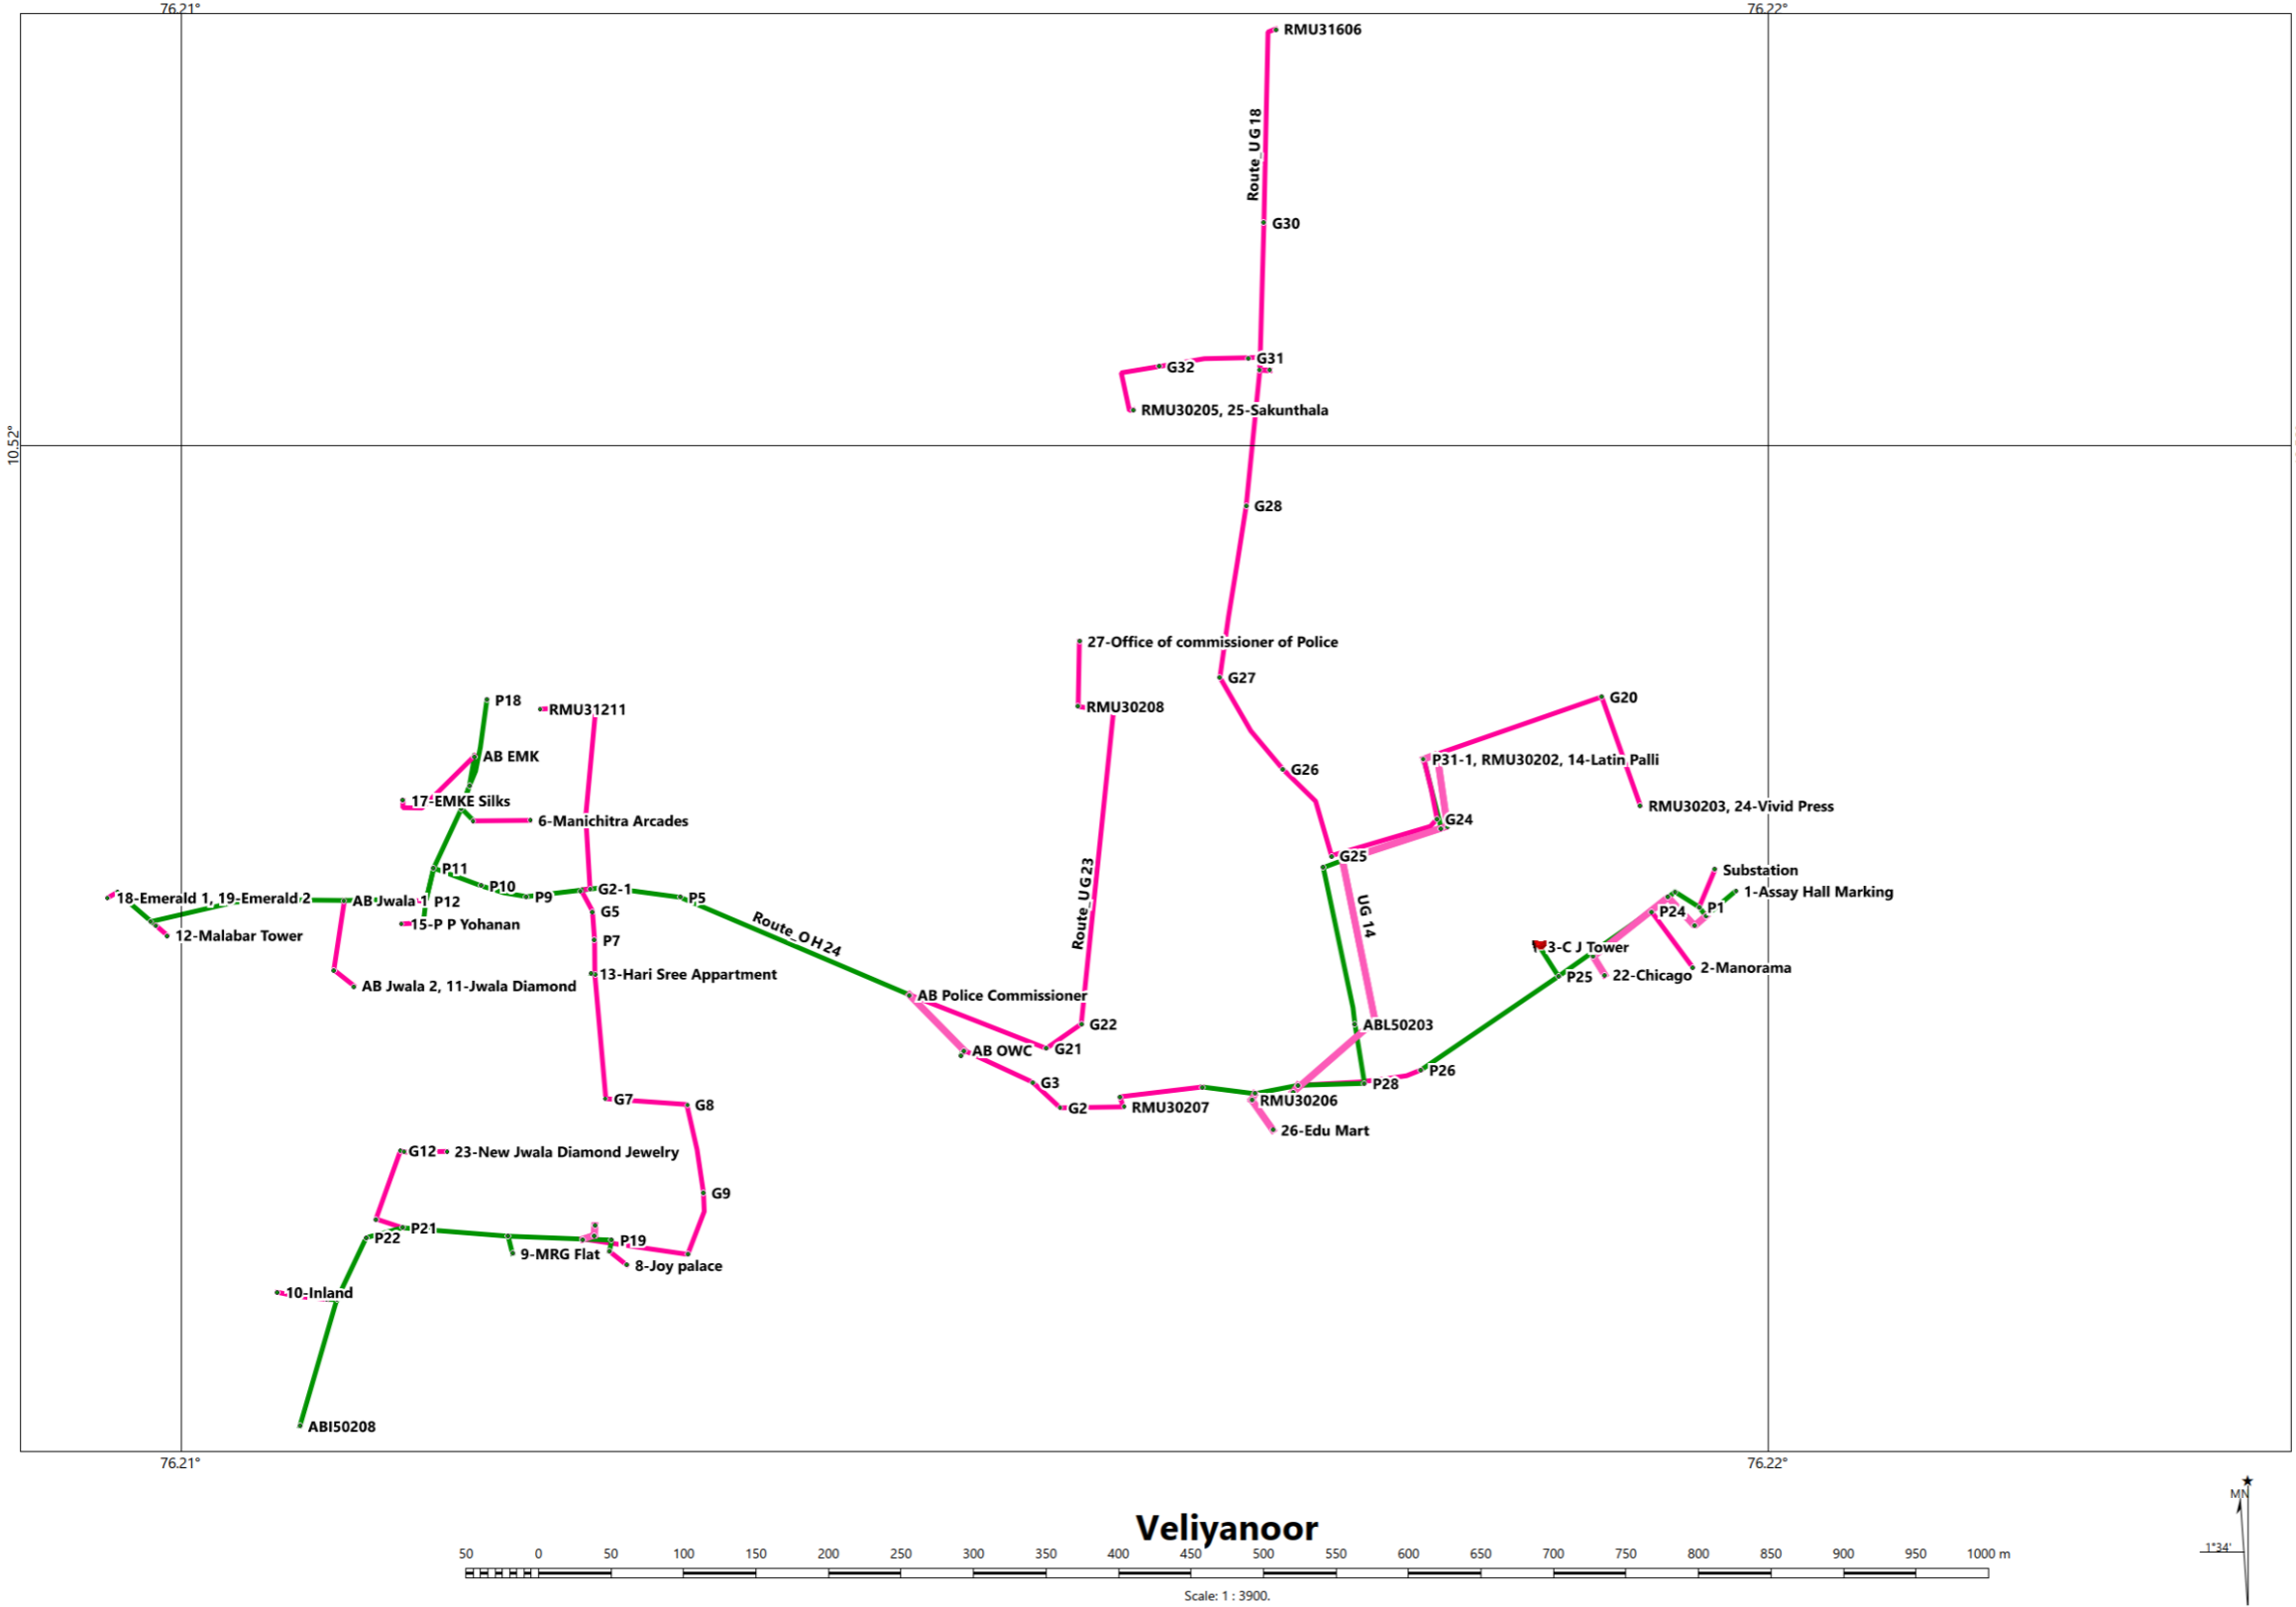 76.21°
76.22°
RMU31606
Route_UG 18
G30
G31
G32
RMU30205, 25-Sakunthala
10.52°
G28
27-Office of commissioner of Police
G27
P18
RMU31211
RMU30208
G20
AB EMK
G26
P31-1, RMU30202, 14-Latin Palli
17-EMKE Silks
6-Manichitra Arcades
G24
RMU30203, 24-Vivid Press
G25
P11
P10
P9
G2-1
P5
Substation
1-Assay Hall Marking
18-Emerald 1, 19-Emerald 2
AB Jwala 1
P12
G5
P24
P1
15-P P Yohanan
12-Malabar Tower
Route_OH 24
Route_UG 23
UG 14
P7
3-C J Tower
13-Hari Sree Appartment
2-Manorama
P25
22-Chicago
AB Jwala 2, 11-Jwala Diamond
AB Police Commissioner
G22
ABL50203
G21
AB OWC
G3
P28
P26
G7
G8
G2
RMU30207
RMU30206
26-Edu Mart
G12
23-New Jwala Diamond Jewelry
G9
P21
P22
P19
9-MRG Flat
8-Joy palace
10-Inland
ABI50208
76.21°
76.22°
MN
1°34'
Veliyanoor
50 0 50 100 150 200 250 300 350 400 450 500 550 600 650 700 750 800 850 900 950 1000 m
Scale: 1 : 3900.